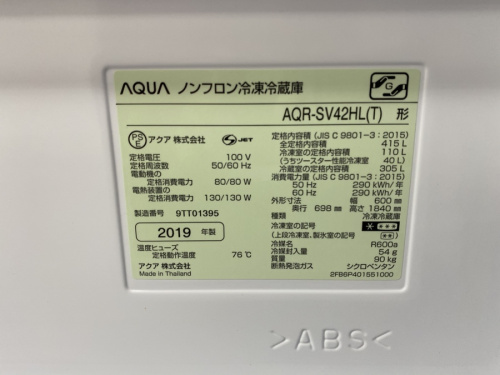 AQUA ノンフロン冷凍冷蔵庫
AQR-SV42HL(T) 形
PS E アクア 株式会社 S JET
定格電圧 100 V
定格周波数 50/60 Hz
電動機の
定格消費電力 80/80 W
電熱装置の
定格消費電力 130/130 W
製造番号 9TT01395
2019 年製
温度ヒューズ
定格動作温度 76℃
アクア 株式会社
Made in Thailand
G
定格内容積 (JIS C 9801-3:2015)
全定格内容積 415 L
冷凍室の定格内容積 110 L
(うちツースター性能冷凍室 40 L)
冷蔵室の定格内容積 305 L
消費電力量 (JIS C 9801-3:2015)
50 Hz 290 kWh/年
60 Hz 290 kWh/年
外形寸法 幅 600 mm
奥行 698 mm 高さ 1840 mm
種類 冷凍冷蔵庫
冷凍室の記号
(上段冷凍室、製氷室の記号 )
冷媒名 R600a
冷媒封入量 54 g
質量 90 kg
断熱発泡ガス シクロペンタン
2FB6P401551000
>ABS<